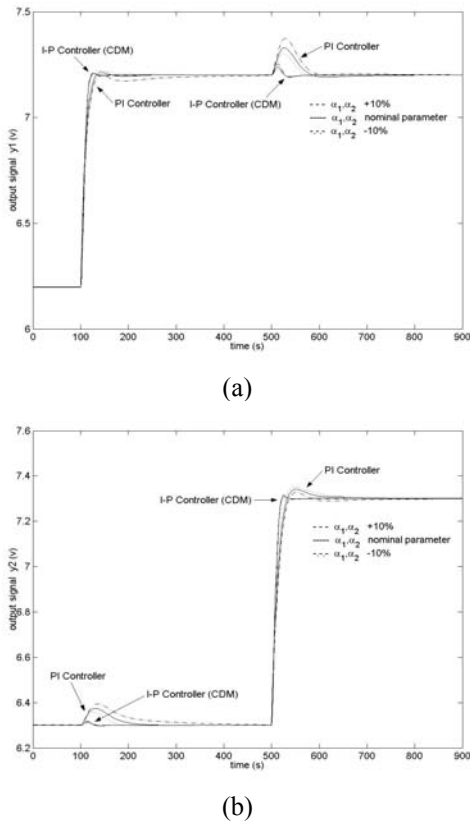 7.5
I-P Controller (CDM)
PI Controller
PI Controller
I-P Controller (CDM)
α1,α2 +10%
α1,α2 nominal parameter
α1,α2 -10%
output signal y1 (v)
7
6.5
6
0 100 200 300 400 500 600 700 800 900
time (s)
(a)
7.6
7.4
PI Controller
I-P Controller (CDM)
7.2
α1,α2 +10%
α1,α2 nominal parameter
α1,α2 -10%
output signal y2 (v)
7
6.8
6.6
PI Controller
I-P Controller (CDM)
6.4
6.2
0 100 200 300 400 500 600 700 800 900
time (s)
(b)